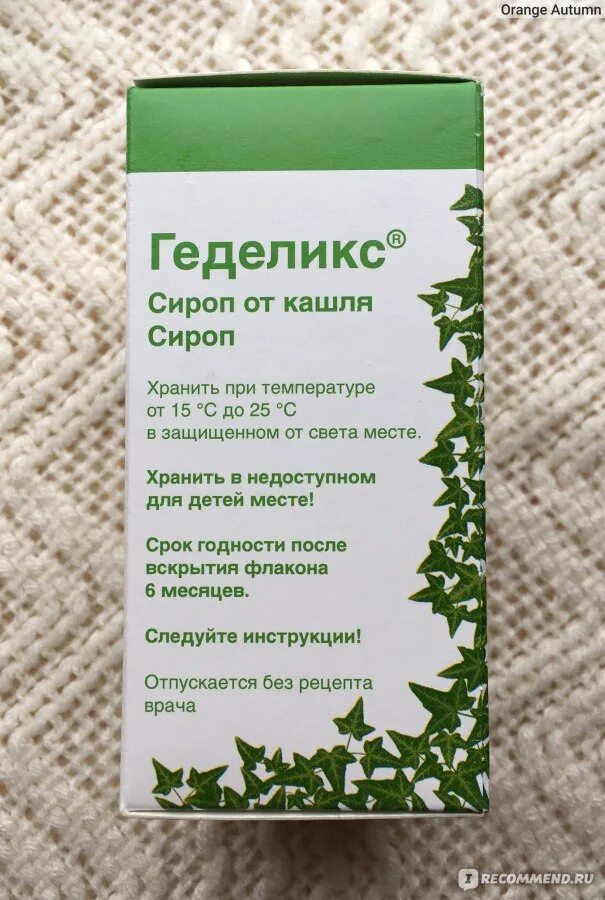 Orange Autumn
Геделикс®
Сироп от кашля
Сироп
Хранить при температуре
от 15 °С до 25 °С
в защищенном от света месте.
Хранить в недоступном
для детей месте!
Срок годности после
вскрытия флакона
6 месяцев.
Следуйте инструкции!
Отпускается без рецепта
врача
IRECOMMEND.RU